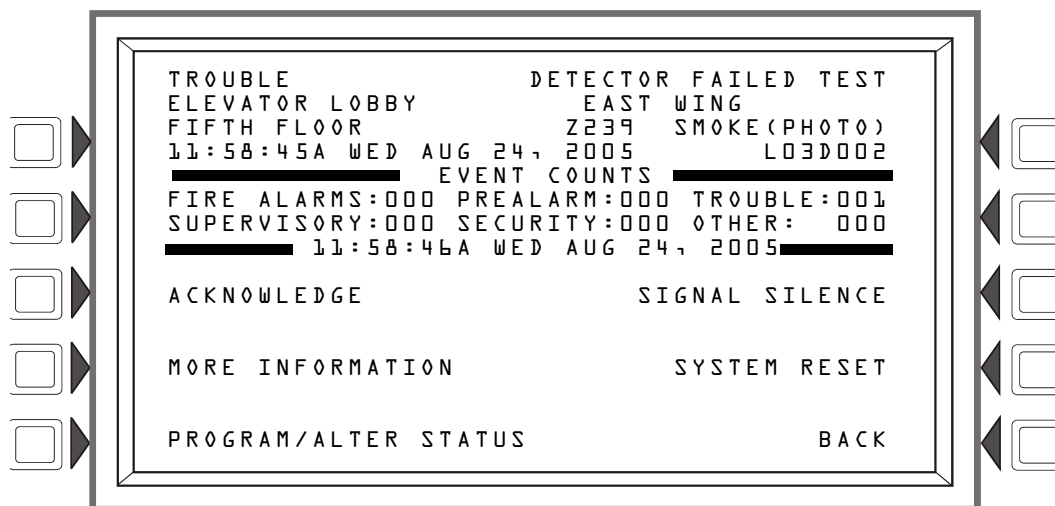 TROUBLE DETECTOR FAILED TEST
ELEVATOR LOBBY EAST WING
FIFTH FLOOR Z239 SMOKE(PHOTO)
11:58:45A WED AUG 24, 2005 L03D002
EVENT COUNTS
FIRE ALARMS:000 PREALARM:000 TROUBLE:001
SUPERVISORY:000 SECURITY:000 OTHER: 000
11:58:46A WED AUG 24, 2005
ACKNOWLEDGE SIGNAL SILENCE
MORE INFORMATION SYSTEM RESET
PROGRAM/ALTER STATUS BACK